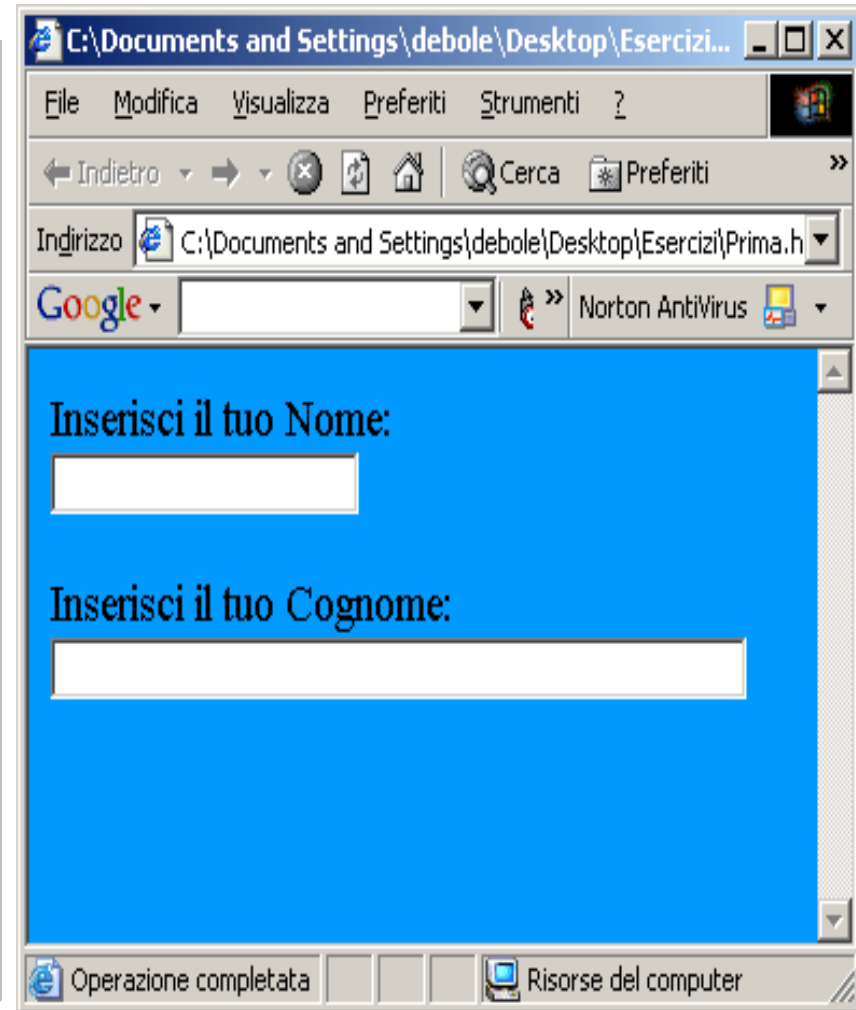 C:\Documents and Settings\debole\Desktop\Esercizi...
File Modifica Visualizza Preferiti Strumenti ?
Indietro Cerca Preferiti »
Indirizzo C:\Documents and Settings\debole\Desktop\Esercizi\Prima.h
Google » Norton AntiVirus
Inserisci il tuo Nome:
Inserisci il tuo Cognome:
Operazione completata Risorse del computer